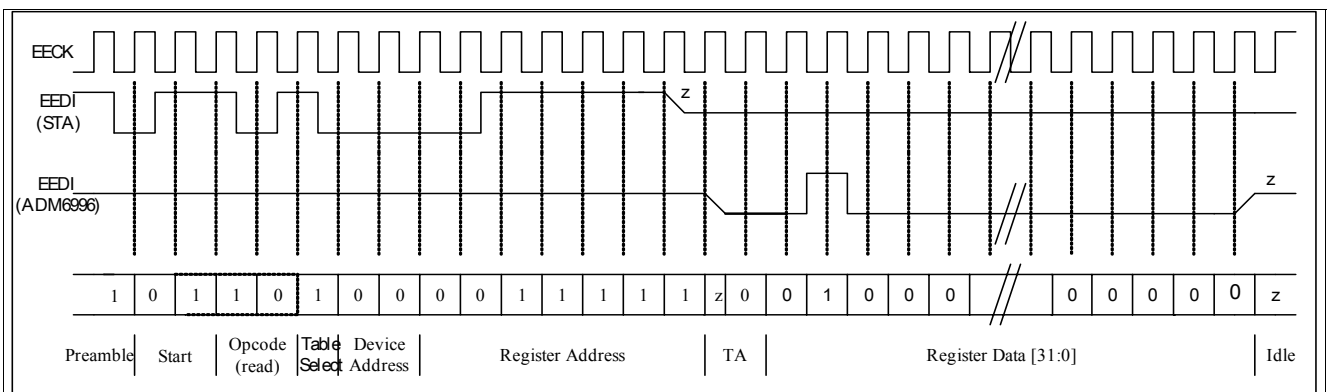 EECK
EEDI
(STA)
z
EEDI
(ADM6996)
z
1 0 1 1 0 1 0 0 0 0 1 1 1 1 1 z 0 0 1 0 0 0 0 0 0 0 0 z
Preamble Start Opcode (read) Table Select Device Address Register Address TA Register Data [31:0] Idle